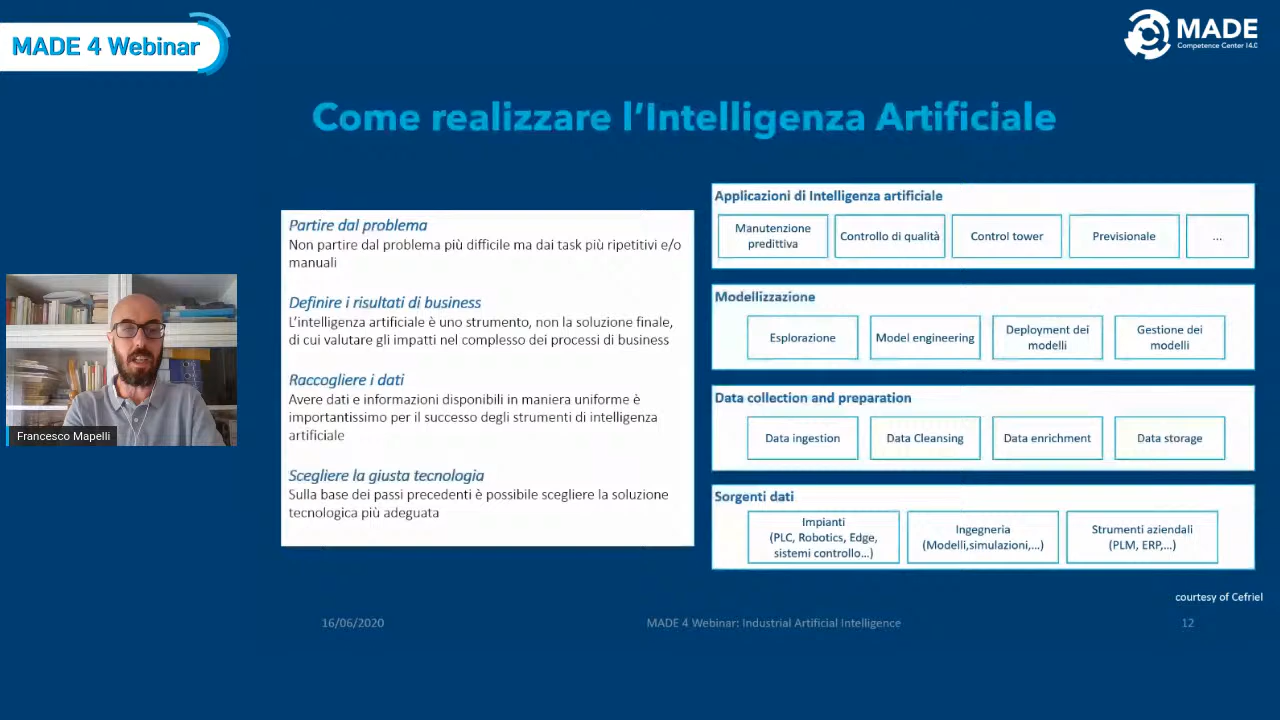 MADE 4 Webinar
MADE
Competence Center I4.0
Come realizzare l'Intelligenza Artificiale
Partire dal problema
Non partire dal problema più difficile ma dai task più ripetitivi e/o
manuali
Definire i risultati di business
L'intelligenza artificiale è uno strumento, non la soluzione finale,
di cui valutare gli impatti nel complesso dei processi di business
Raccogliere i dati
Avere dati e informazioni disponibili in maniera uniforme è
importantissimo per il successo degli strumenti di intelligenza
artificiale
Scegliere la giusta tecnologia
Sulla base dei passi precedenti è possibile scegliere la soluzione
tecnologica più adeguata
Applicazioni di Intelligenza artificiale
Manutenzione
predittiva
Controllo di qualità
Control tower
Previsionale
...
Modellizzazione
Esplorazione
Model engineering
Deployment dei
modelli
Gestione dei
modelli
Data collection and preparation
Data ingestion
Data Cleansing
Data enrichment
Data storage
Sorgenti dati
Impianti
(PLC, Robotics, Edge,
sistemi controllo...)
Ingegneria
(Modelli,simulazioni,...)
Strumenti aziendali
(PLM, ERP,...)
Francesco Mapelli
courtesy of Cefriel
16/06/2020
MADE 4 Webinar: Industrial Artificial Intelligence
12